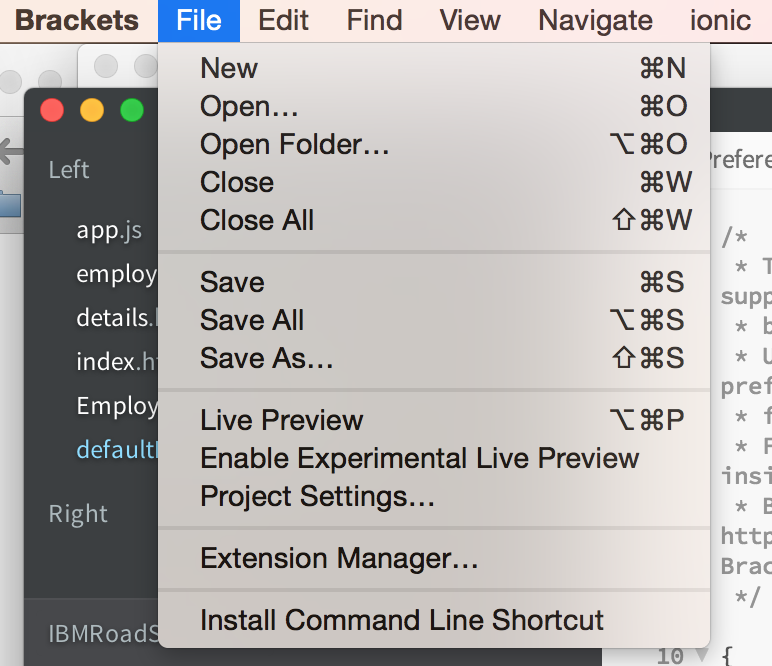 Brackets File Edit Find View Navigate ionic
New ⌘N
Open… ⌘O
Open Folder… ⌥⌘O
Close ⌘W
Close All ⇧⌘W
Save ⌘S
Save All ⌥⌘S
Save As… ⇧⌘S
Live Preview ⌥⌘P
Enable Experimental Live Preview
Project Settings…
Extension Manager…
Install Command Line Shortcut
Left
app.js
employ
details.
index.h
Employ
default
Right
IBMRoadS
/*
* T
supp
* b
* U
pref
* f
* F
insi
* B
http
Brac
*/
10 {